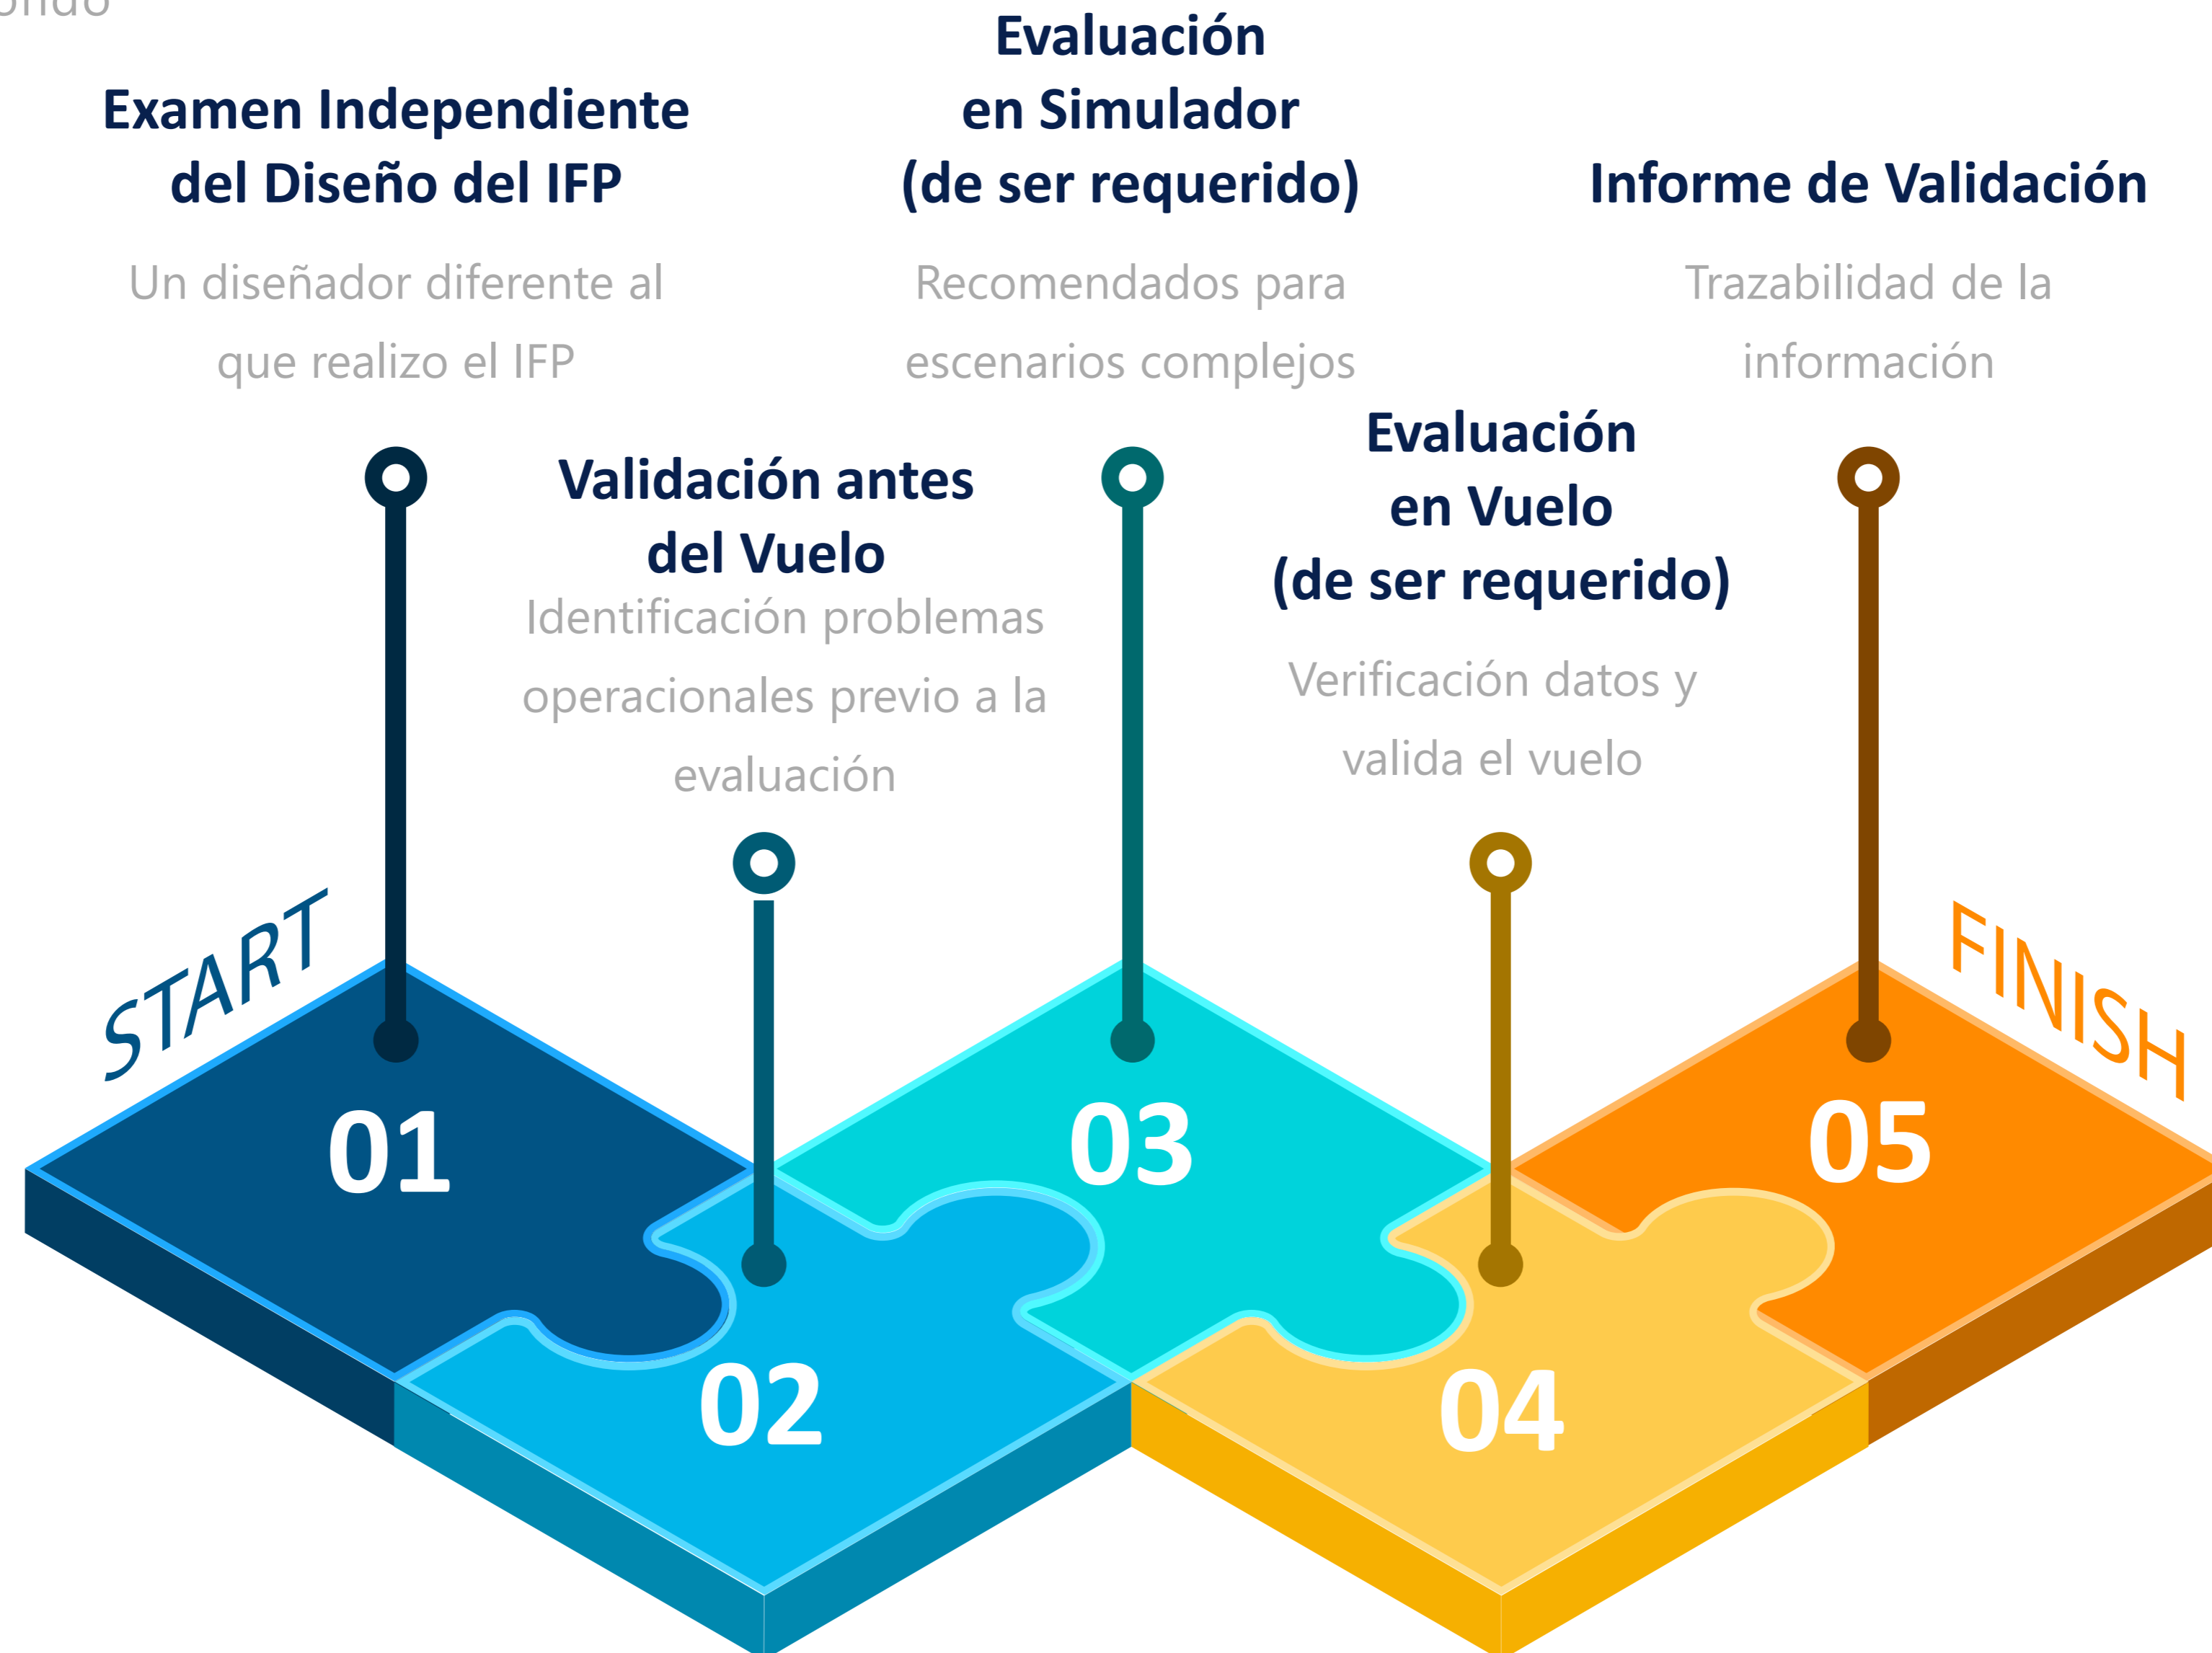 Examen Independiente
del Diseño del IFP
Un diseñador diferente al
que realizo el IFP
Validación antes
del Vuelo
Identificación problemas
operacionales previo a la
evaluación
Evaluación
en Simulador
(de ser requerido)
Recomendados para
escenarios complejos
Evaluación
en Vuelo
(de ser requerido)
Verificación datos y
valida el vuelo
Informe de Validación
Trazabilidad de la
información
START
FINISH
01
02
03
04
05